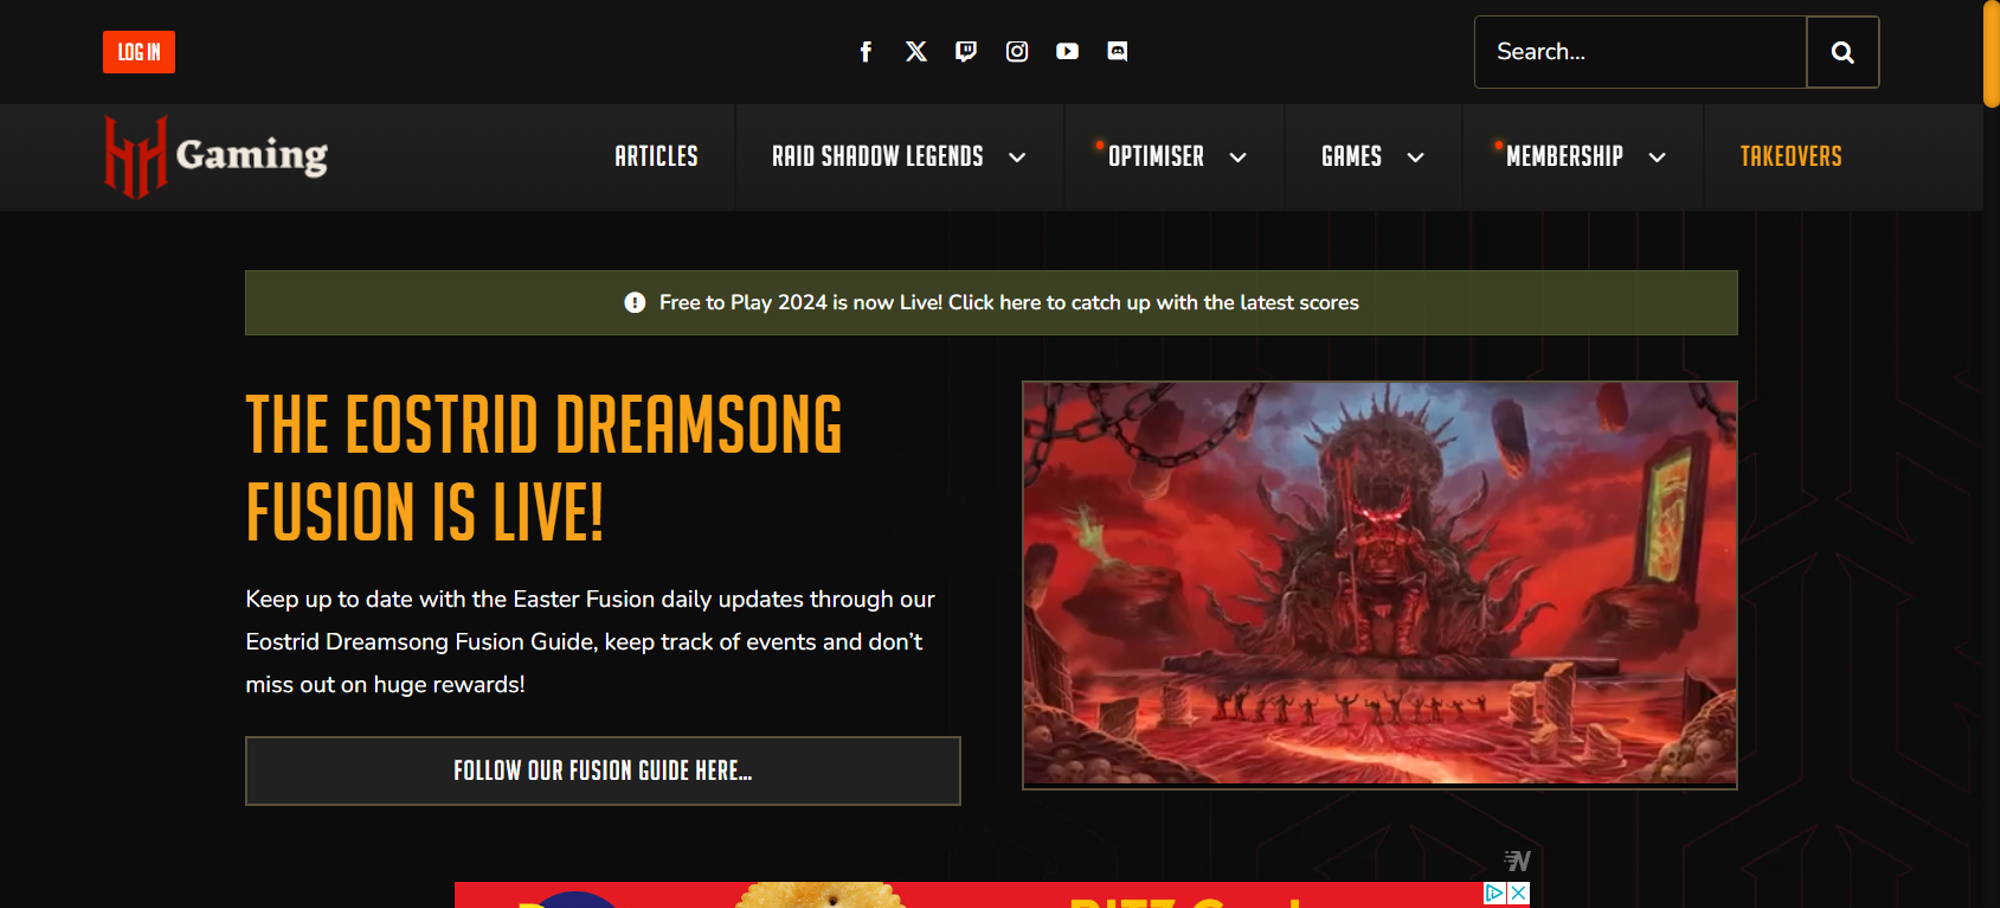 LOG IN
Search...
Gaming
ARTICLES
RAID SHADOW LEGENDS
OPTIMISER
GAMES
MEMBERSHIP
TAKEOVERS
Free to Play 2024 is now Live! Click here to catch up with the latest scores
THE EOSTRID DREAMSONG
FUSION IS LIVE!
Keep up to date with the Easter Fusion daily updates through our
Eostrid Dreamsong Fusion Guide, keep track of events and don't
miss out on huge rewards!
FOLLOW OUR FUSION GUIDE HERE...